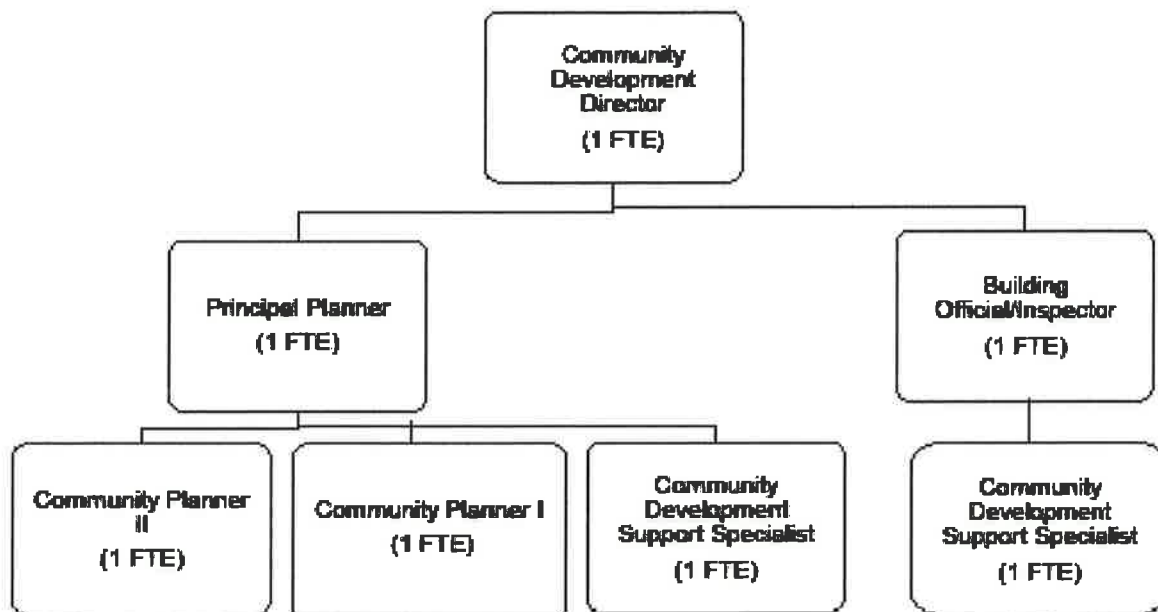 Community
Development
Director
(1 FTE)
Principal Planner
(1 FTE)
Building
Official/Inspector
(1 FTE)
Community Planner
II
(1 FTE)
Community Planner I
(1 FTE)
Community
Development
Support Specialist
(1 FTE)
Community
Development
Support Specialist
(1 FTE)